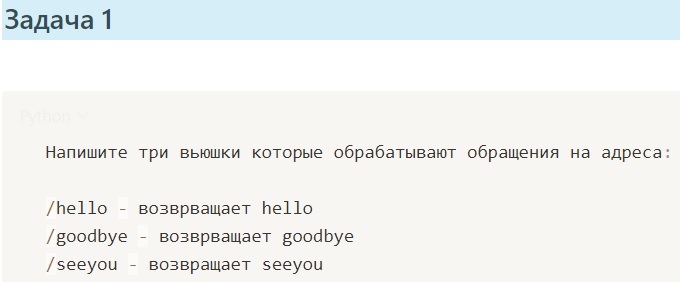 Задача 1
Python
Напишите три вьюшки которые обрабатывают обращения на адреса:
/hello - возврващает hello
/goodbye - возврващает goodbye
/seeyou - возвращает seeyou